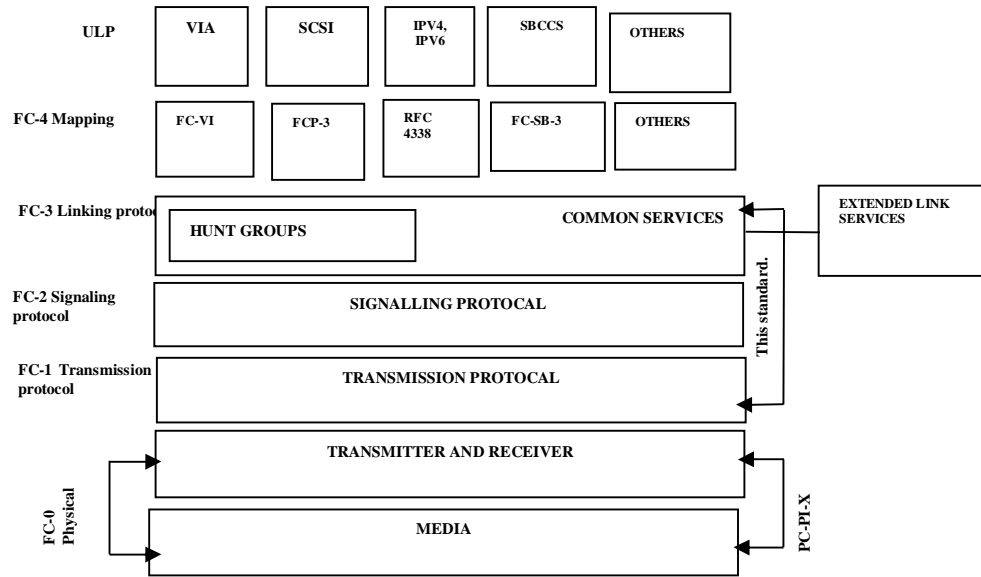 ULP
VIA
SCSI
IPV4,
IPV6
SBCCS
OTHERS
FC-4 Mapping
FC-VI
FCP-3
RFC
4338
FC-SB-3
OTHERS
FC-3 Linking protoc
HUNT GROUPS
COMMON SERVICES
EXTENDED LINK
SERVICES
FC-2 Signaling
protocol
SIGNALLING PROTOCAL
This standard.
FC-1 Transmission
protocol
TRANSMISSION PROTOCAL
TRANSMITTER AND RECEIVER
FC-0
Physical
MEDIA
PC-PI-X